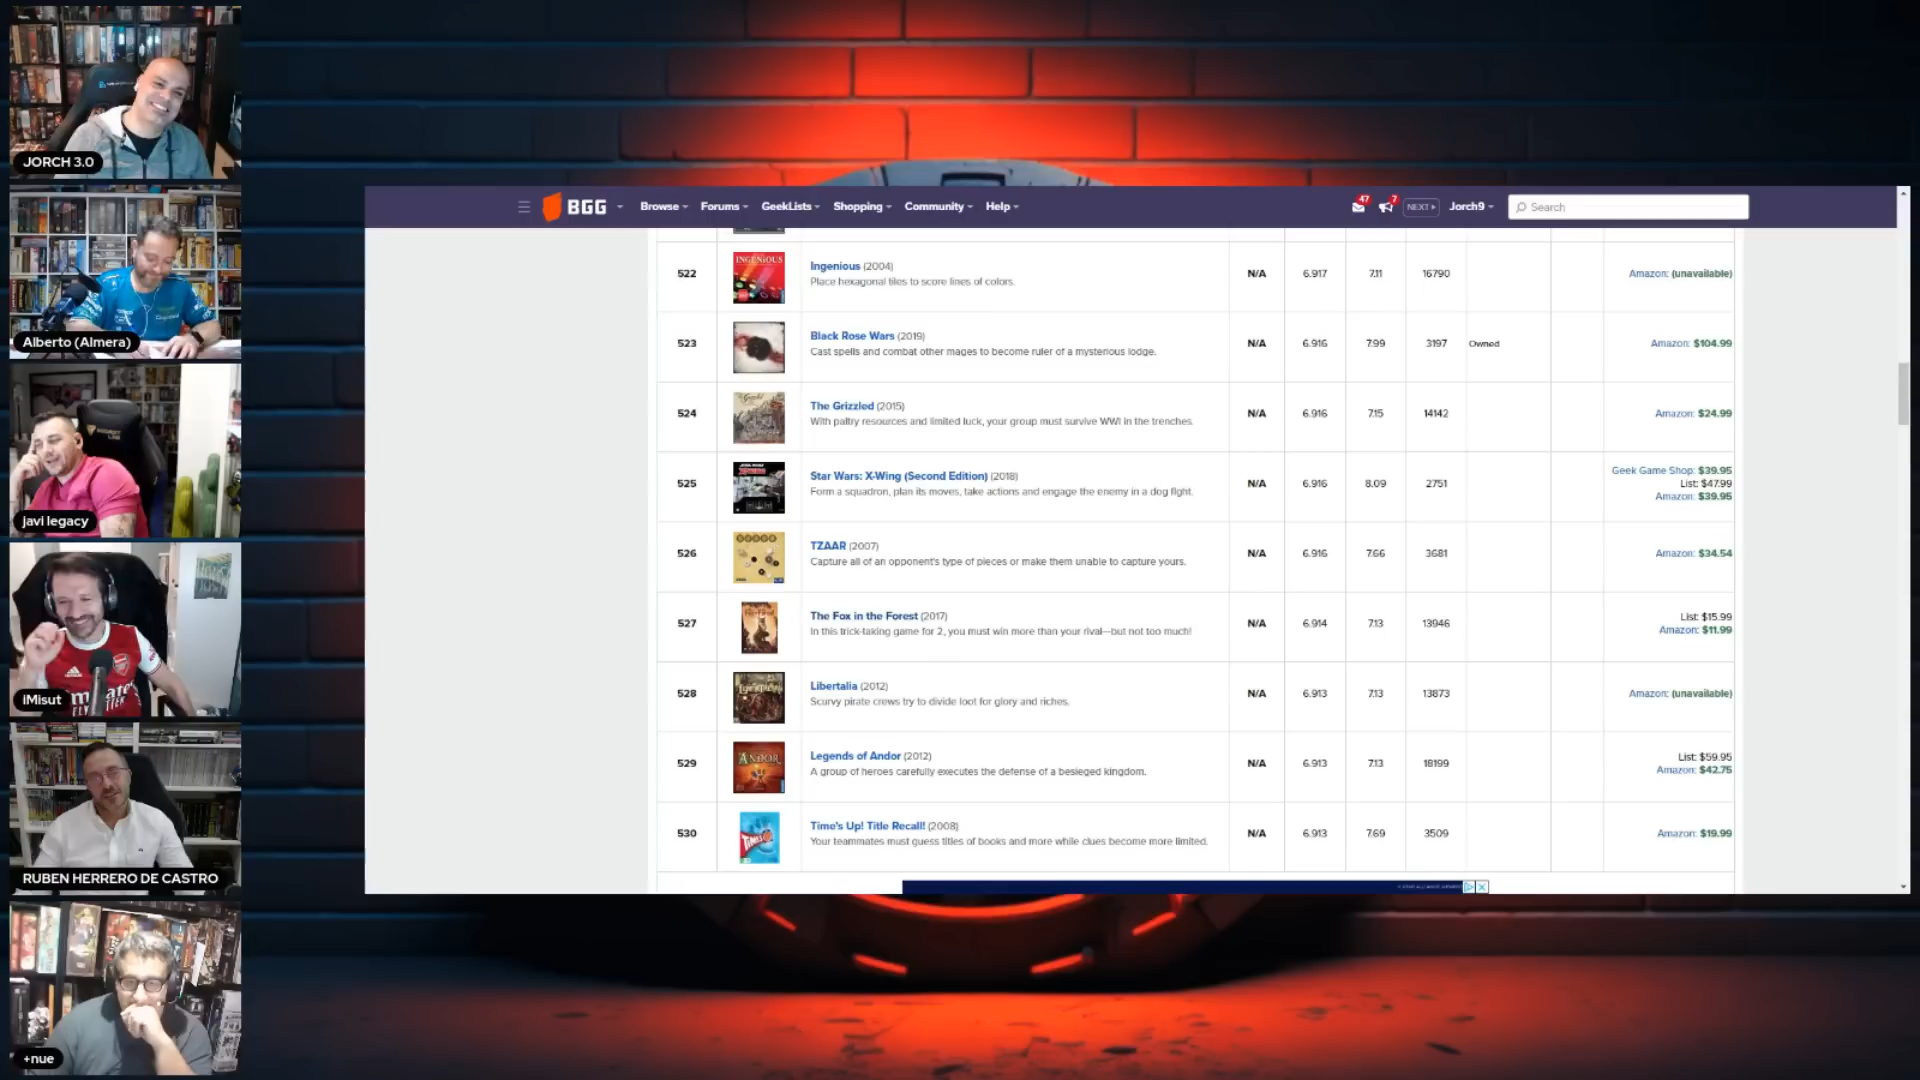 JORCH 3.0
Alberto (Almera)
javi legacy
iMisut
RUBEN HERRERO DE CASTRO
+nue
BGG Browse Forums GeekLists Shopping Community Help 47 7 NEXT Jorch9 Search
522 Ingenious (2004) N/A 6.917 7.11 16790 Amazon: (unavailable)
Place hexagonal tiles to score lines of colors.
523 Black Rose Wars (2019) N/A 6.916 7.99 3197 Owned Amazon: $104.99
Cast spells and combat other mages to become ruler of a mysterious lodge.
524 The Grizzled (2015) N/A 6.916 7.15 14142 Amazon: $24.99
With paltry resources and limited luck, your group must survive WWI in the trenches.
525 Star Wars: X-Wing (Second Edition) (2018) N/A 6.916 8.09 2751 Geek Game Shop: $39.95
Form a squadron, plan its moves, take actions and engage the enemy in a dog fight. List: $47.99
Amazon: $39.95
526 TZAAR (2007) N/A 6.916 7.66 3681 Amazon: $34.54
Capture all of an opponent's type of pieces or make them unable to capture yours.
527 The Fox in the Forest (2017) N/A 6.914 7.13 13946 List: $15.99
In this trick-taking game for 2, you must win more than your rival—but not too much! Amazon: $11.99
528 Libertalia (2012) N/A 6.913 7.13 13873 Amazon: (unavailable)
Scurvy pirate crews try to divide loot for glory and riches.
529 Legends of Andor (2012) N/A 6.913 7.13 18199 List: $59.95
A group of heroes carefully executes the defense of a besieged kingdom. Amazon: $42.75
530 Time's Up! Title Recall! (2008) N/A 6.913 7.69 3509 Amazon: $19.99
Your teammates must guess titles of books and more while clues become more limited.
INGENIOUS
ANDOR